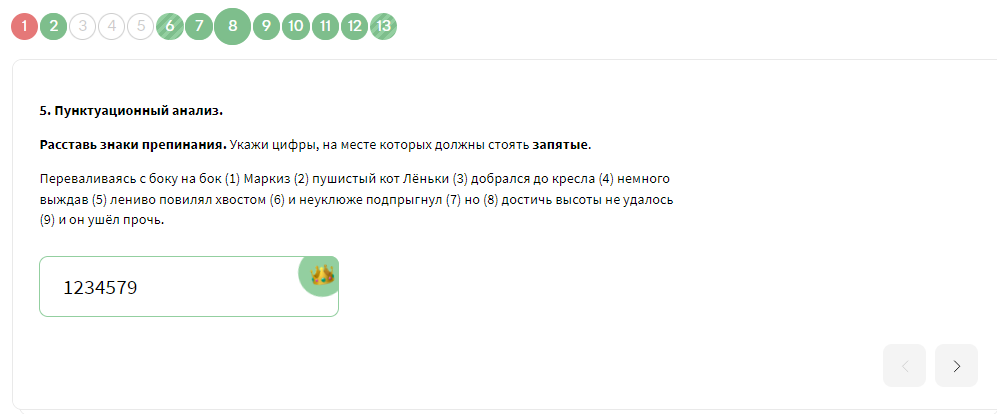 1 2 3 4 5 6 7 8 9 10 11 12 13
5. Пунктуационный анализ.
Расставь знаки препинания. Укажи цифры, на месте которых должны стоять запятые.
Переваливаясь с боку на бок (1) Маркиз (2) пушистый кот Лёньки (3) добрался до кресла (4) немного
выждав (5) лениво повилял хвостом (6) и неуклюже подпрыгнул (7) но (8) достичь высоты не удалось
(9) и он ушёл прочь.
1234579